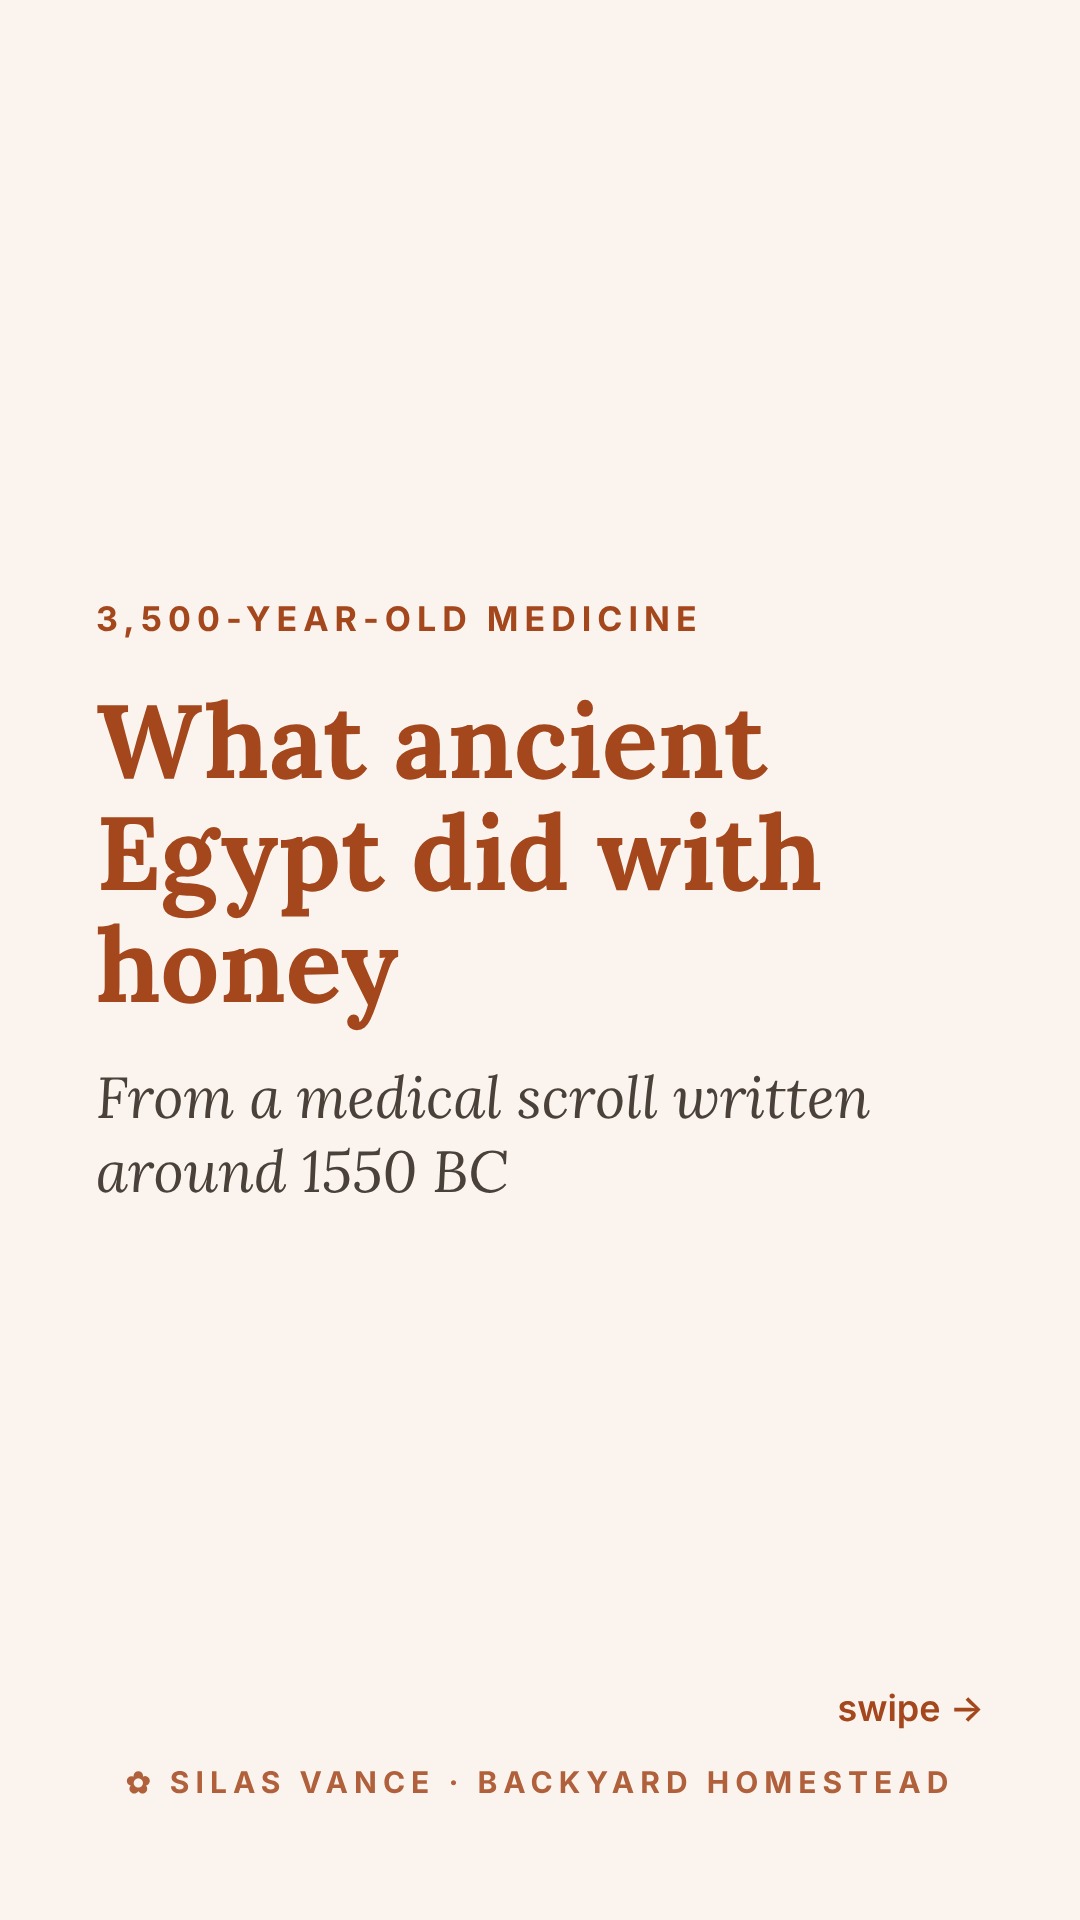 3,500-YEAR-OLD MEDICINE
What ancient
Egypt did with
honey
From a medical scroll written
around 1550 BC
swipe →
✿ SILAS VANCE · BACKYARD HOMESTEAD